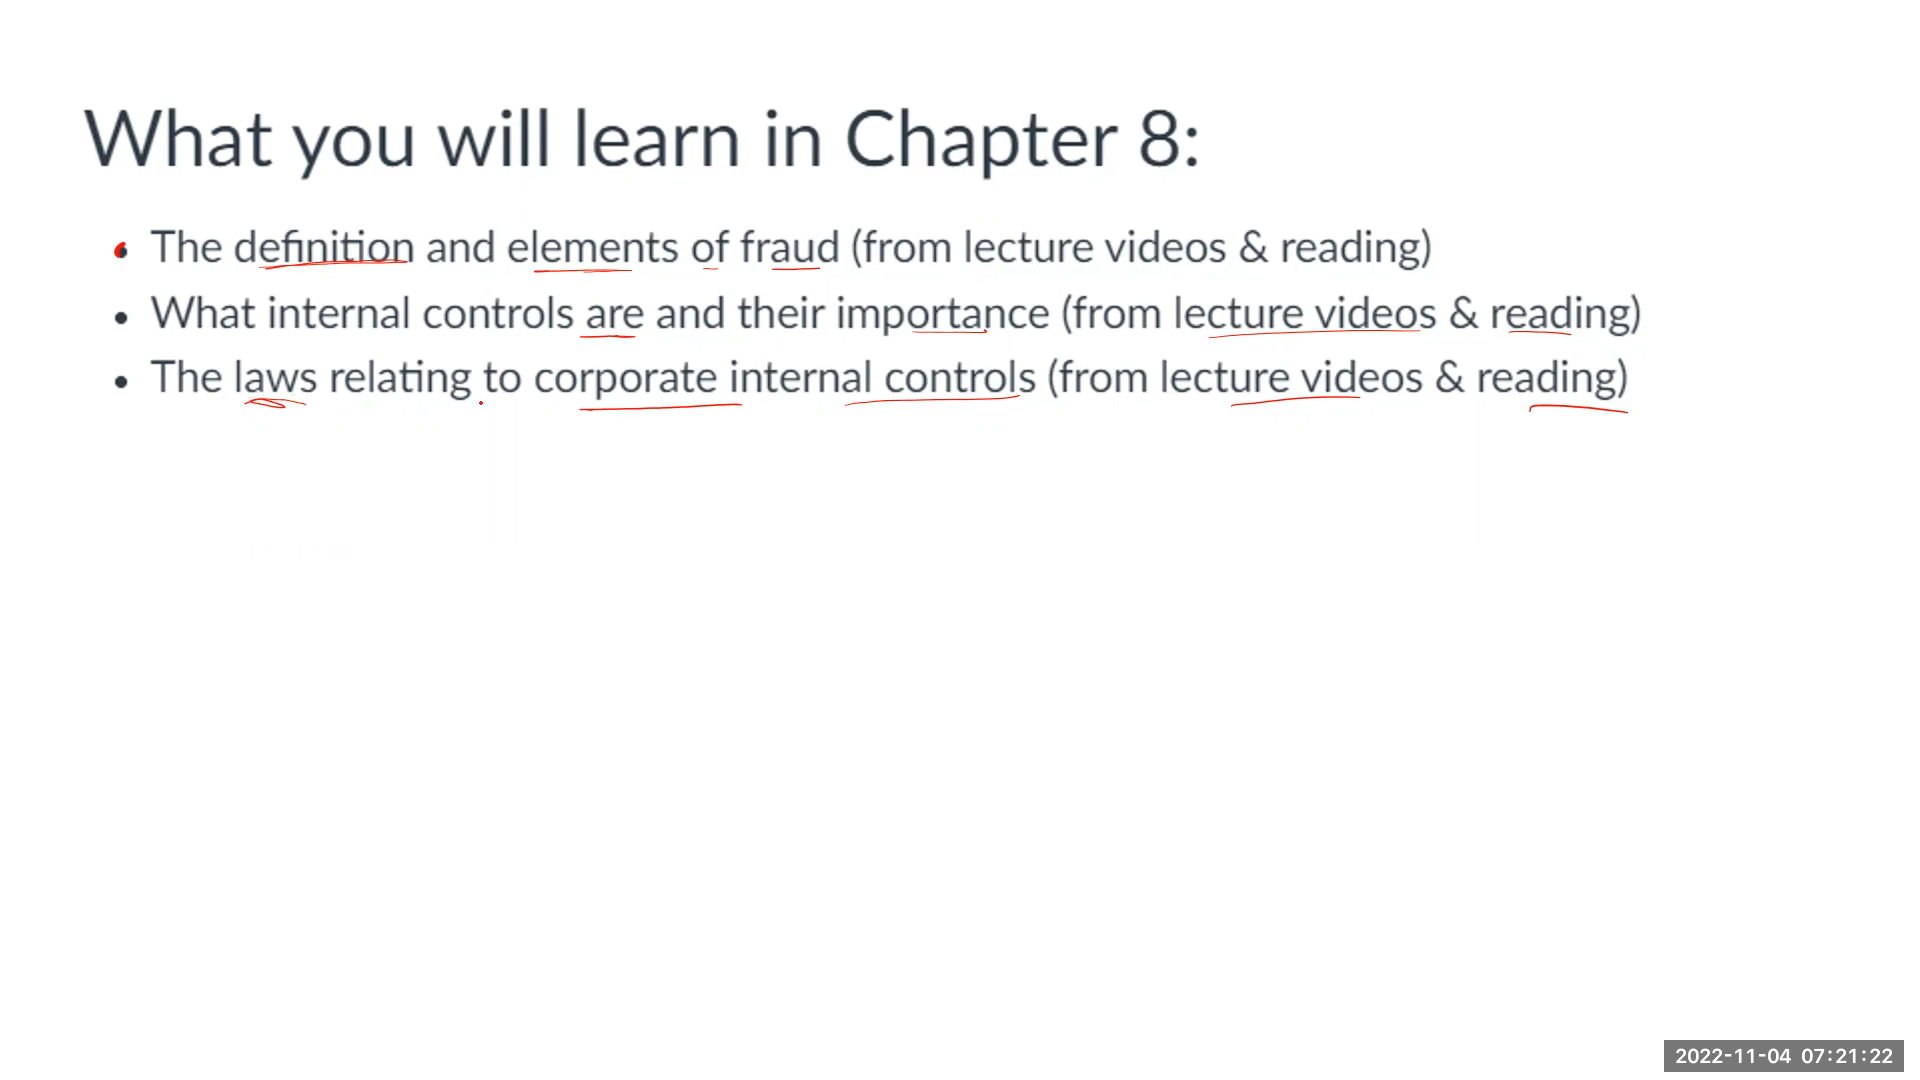 What you will learn in Chapter 8:
• The definition and elements of fraud (from lecture videos & reading)
• What internal controls are and their importance (from lecture videos & reading)
• The laws relating to corporate internal controls (from lecture videos & reading)
2022-11-04 07:21:22